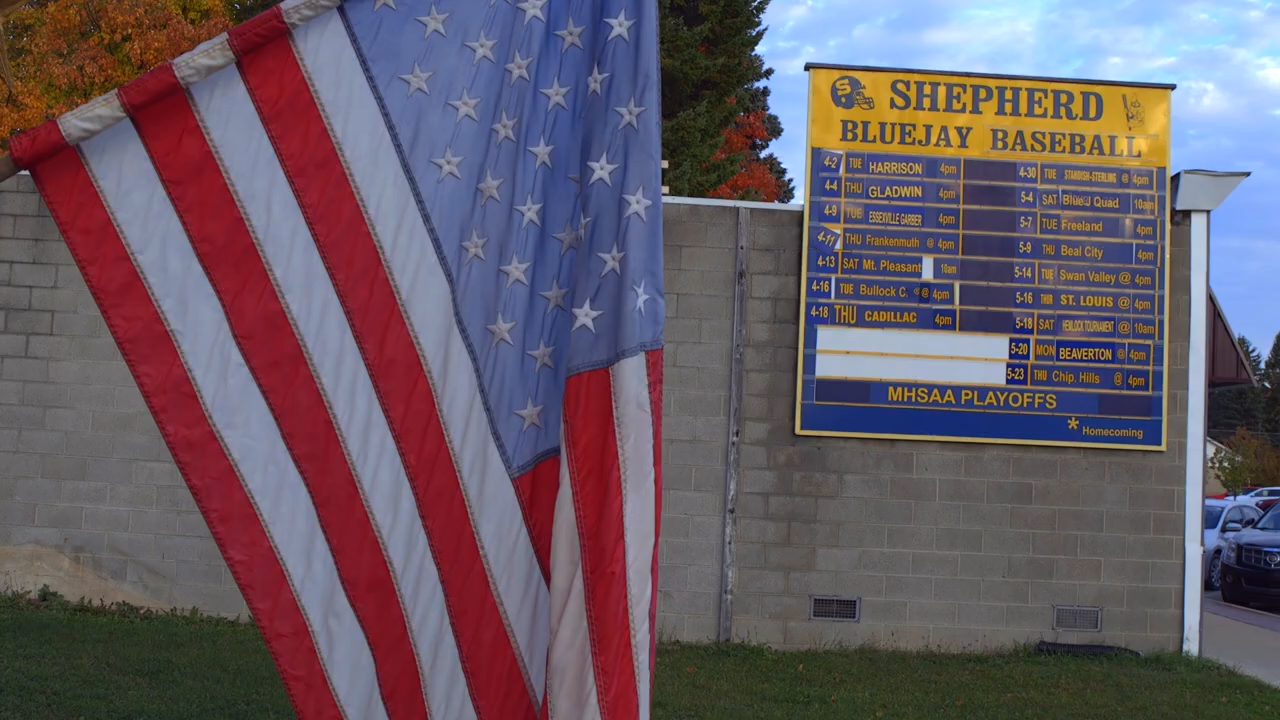 S SHEPHERD
BLUEJAY BASEBALL
4-2 TUE HARRISON 4pm
4-4 THU GLADWIN 4pm
4-9 TUE ESSEXVILLE GARBER 4pm
4-11 THU Frankenmuth @ 4pm
4-13 SAT Mt. Pleasant 10am
4-16 TUE Bullock C. @@ 4pm
4-18 THU CADILLAC 4pm
4-30 TUE STANDISH-STERLING @ 4pm
5-4 SAT BlueJ Quad 10am
5-7 TUE Freeland 4pm
5-9 THU Beal City 4pm
5-14 TUE Swan Valley @ 4pm
5-16 THUR ST. LOUIS @ 4pm
5-18 SAT HEMLOCK TOURNAMENT @ 10am
5-20 MON BEAVERTON @ 4pm
5-23 THU Chip. Hills @ 4pm
MHSAA PLAYOFFS
* Homecoming